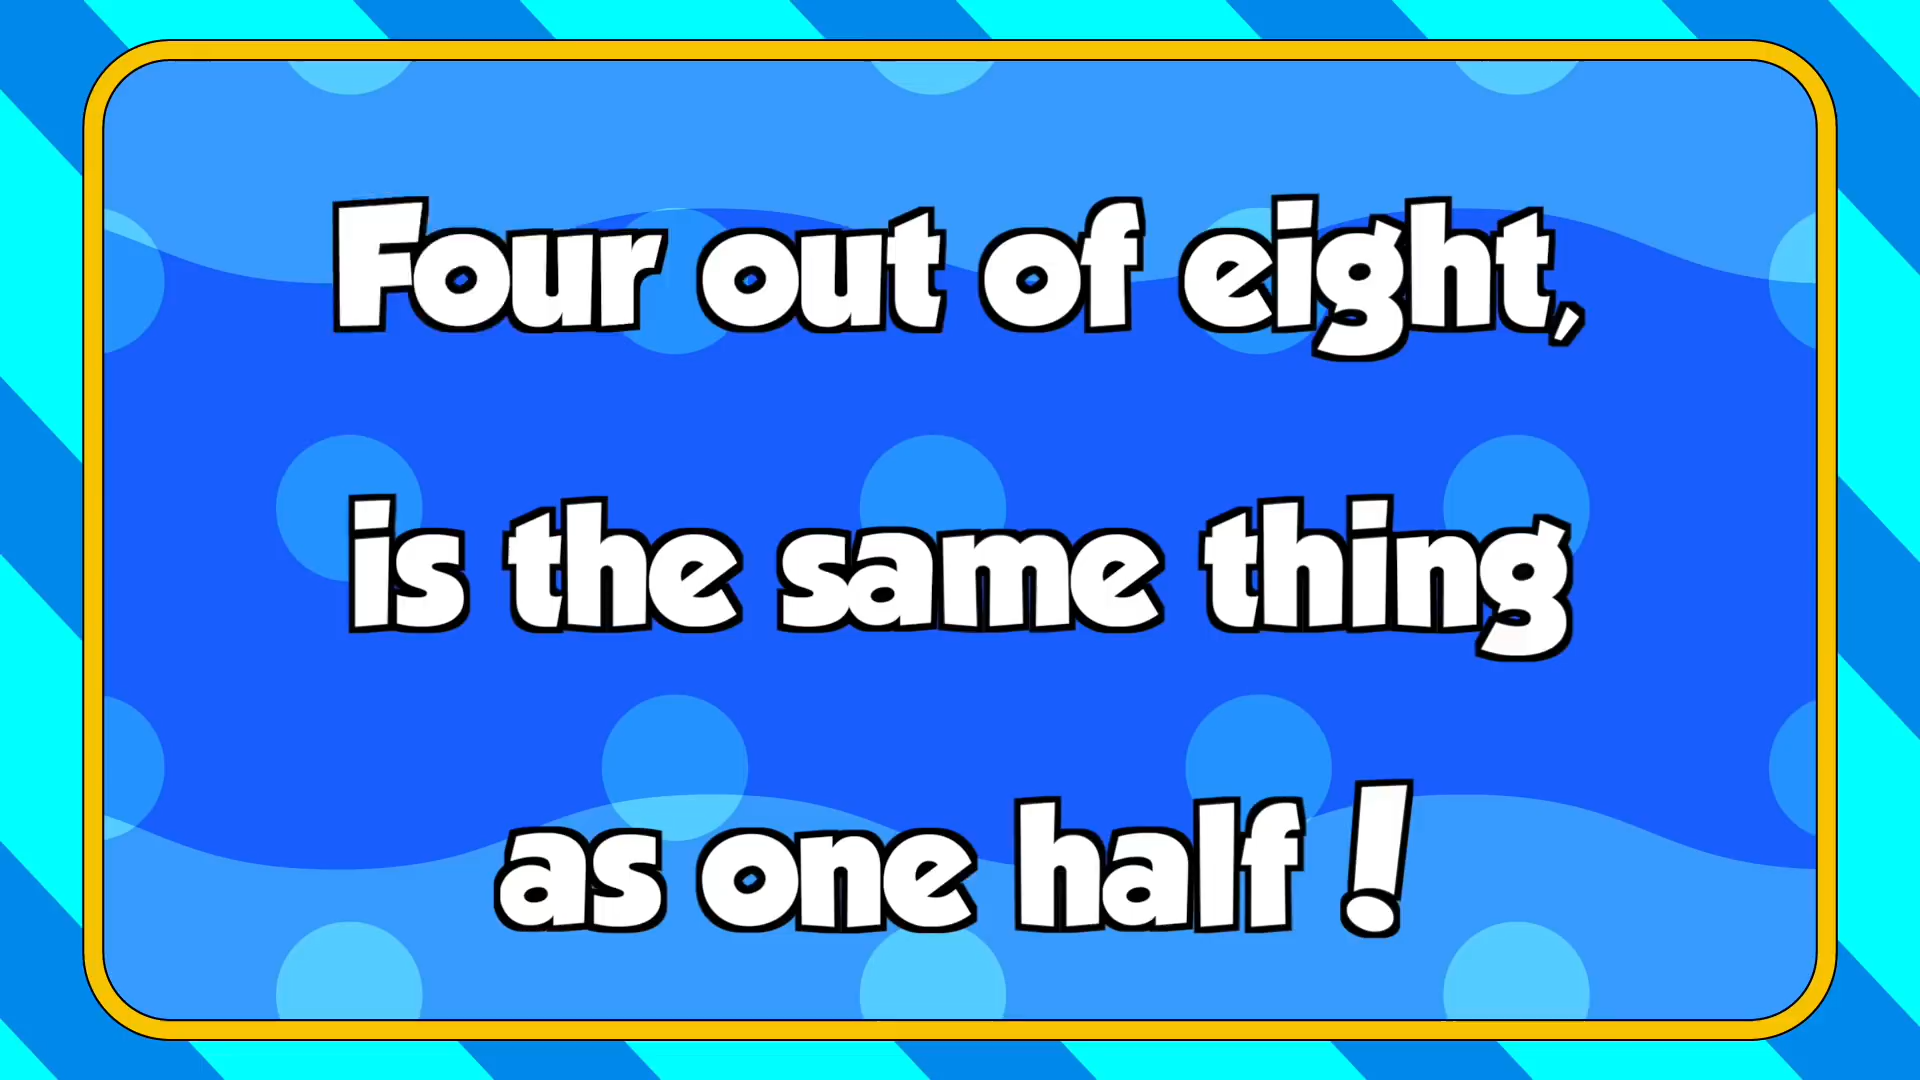 Four out of eight,
is the same thing
as one half!